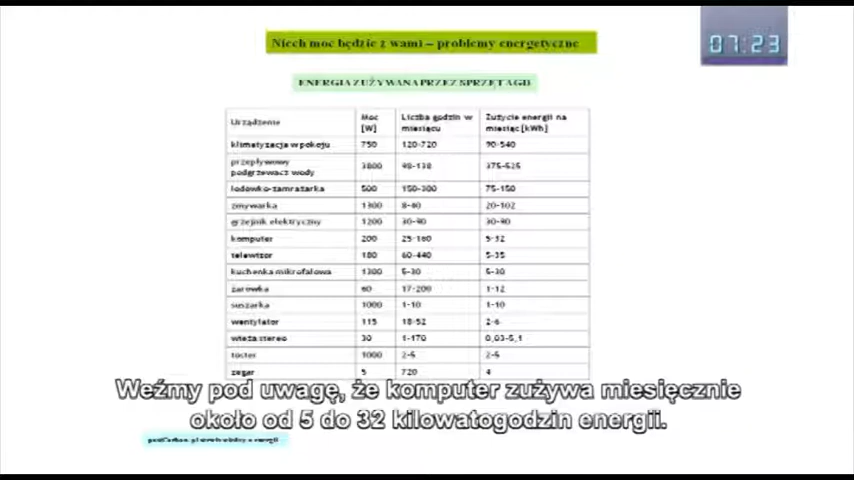 07:23
Niech moc będzie z wami – problemy energetyczne
ENERGIA ZUŻYWANA PRZEZ SPRZĘT AGD
Urządzenie Moc [W] Liczba godzin w miesiącu Zużycie energii na miesiąc [kWh]
klimatyzacja w pokoju 750 120-720 90-540
przepływowy podgrzewacz wody 3800 98-138 375-525
lodówko-zamrażarka 500 150-300 75-150
zmywarka 1300 8-40 20-102
grzejnik elektryczny 1200 30-90 30-90
komputer 200 25-160 5-32
telewizor 180 60-440 5-35
kuchenka mikrofalowa 1300 5-30 5-30
żarówka 60 17-200 1-12
suszarka 1000 1-10 1-10
wentylator 115 18-52 2-6
wieża stereo 30 1-170 0,03-5,1
toster 1000 2-5 2-5
zegar 5 720 4
Weźmy pod uwagę, że komputer zużywa miesięcznie
około od 5 do 32 kilowatogodzin energii.